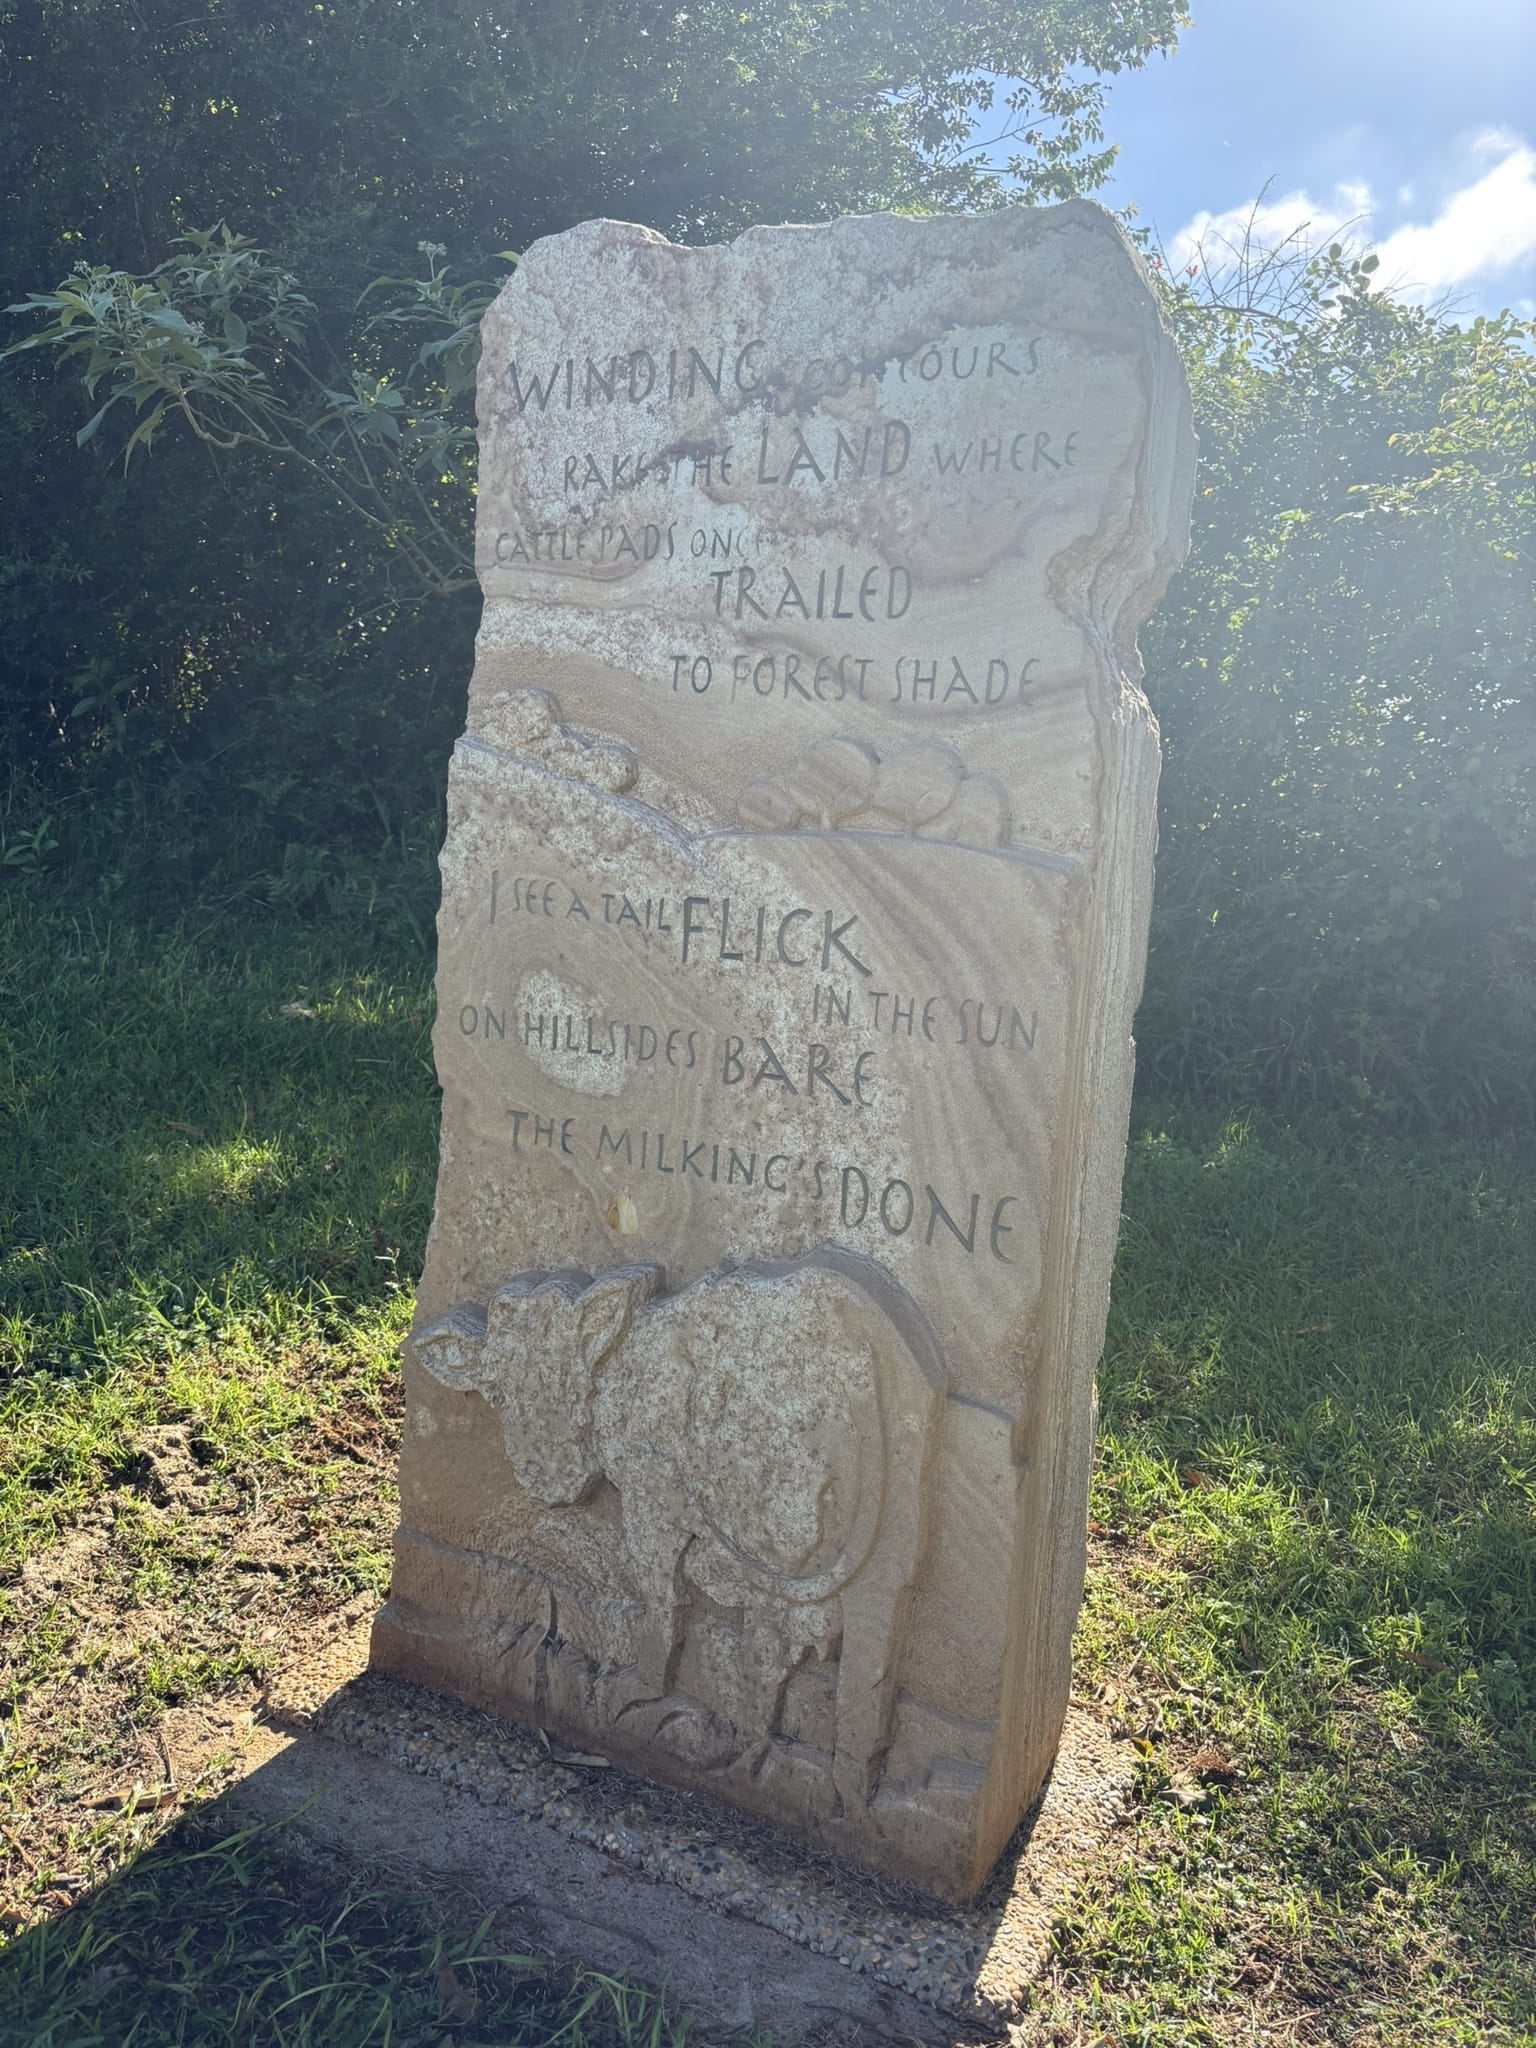 WINDING CONTOURS
RAKE THE LAND WHERE
CATTLE PADS ONCE
TRAILED
TO FOREST SHADE
I SEE A TAIL FLICK
IN THE SUN
ON HILLSIDES BARE
THE MILKING'S DONE